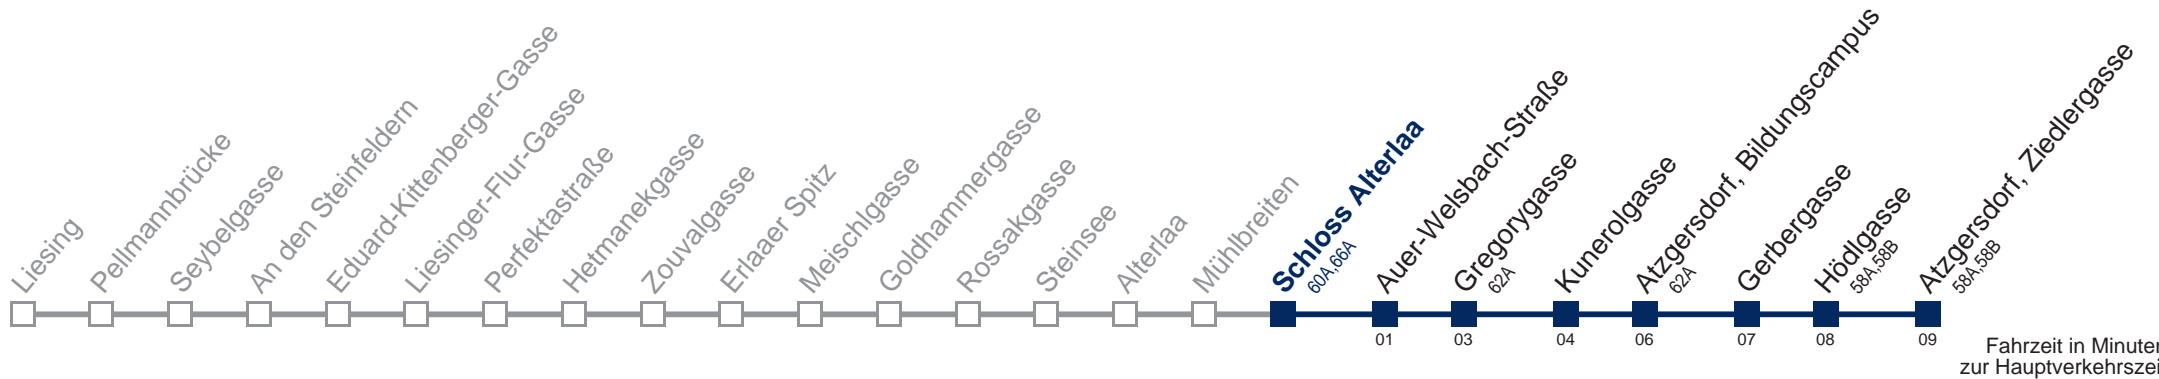 Liesing
Pellmannbrücke
Seybelgasse
An den Steinfeldern
Eduard-Kittenberger-Gasse
Liesinger-Flur-Gasse
Perfektastraße
Hetmanekgasse
Zouvalgasse
Erlaaer Spitz
Meischlgasse
Goldhammergasse
Rossakgasse
Steinsee
Alterlaa
Mühlbreiten
Schloss Alterlaa
60A,66A
Auer-Welsbach-Straße
01
Gregorygasse
62A
03
Kunerolgasse
04
Atzgersdorf, Bildungscampus
62A
06
Gerbergasse
07
Hödlgasse
58A,58B
08
Atzgersdorf, Ziedlergasse
58A,58B
09
Fahrzeit in Minuten
zur Hauptverkehrszeit